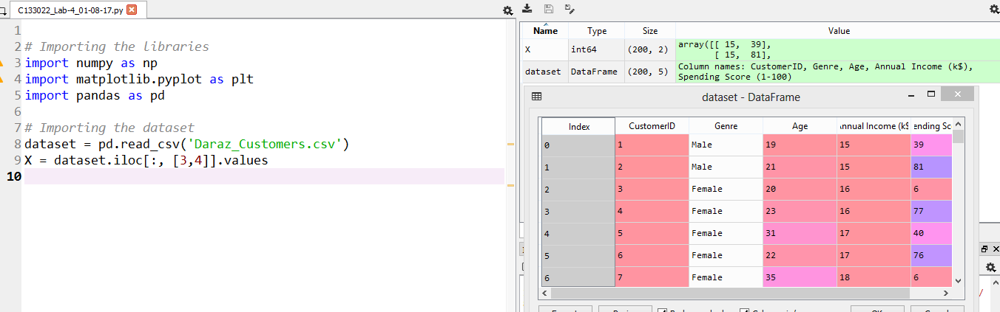 C133022_Lab-4_01-08-17.py
1
2 # Importing the libraries
3 import numpy as np
4 import matplotlib.pyplot as plt
5 import pandas as pd
6
7 # Importing the dataset
8 dataset = pd.read_csv('Daraz_Customers.csv')
9 X = dataset.iloc[:, [3,4]].values
10
Name Type Size Value
X int64 (200, 2) array([[ 15, 39],
[ 15, 81],
dataset DataFrame (200, 5) Column names: CustomerID, Genre, Age, Annual Income (k$),
Spending Score (1-100)
dataset - DataFrame
Index CustomerID Genre Age Annual Income (k$ ending Sc
0 1 Male 19 15 39
1 2 Male 21 15 81
2 3 Female 20 16 6
3 4 Female 23 16 77
4 5 Female 31 17 40
5 6 Female 22 17 76
6 7 Female 35 18 6